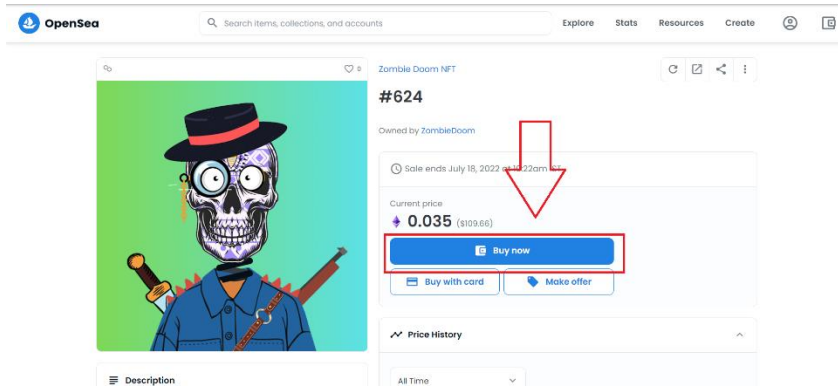 OpenSea
Search items, collections, and accounts
Explore Stats Resources Create
0
Zombie Doom NFT
#624
Owned by ZombieDoom
Sale ends July 18, 2022 at
Current price
0.035 ($109.66)
Buy now
Buy with card
Make offer
Price History
Description
All Time